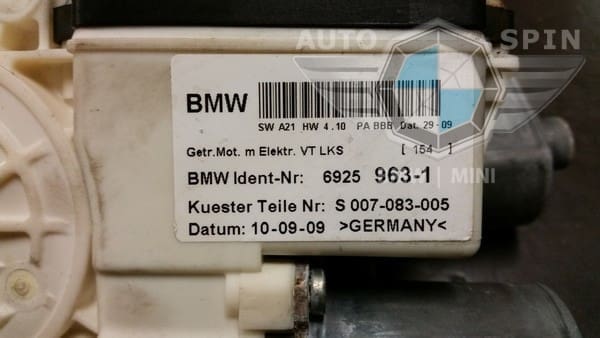 AUTO SPIN
BMW
SW A21 HW 4.10 PA BBB Dat: 29-09
Getr.Mot. m Elektr. VT LKS [ 154 ]
BMW Ident-Nr: 6925 963-1
| MINI
Kuester Teile Nr: S 007-083-005
Datum: 10-09-09 >GERMANY<